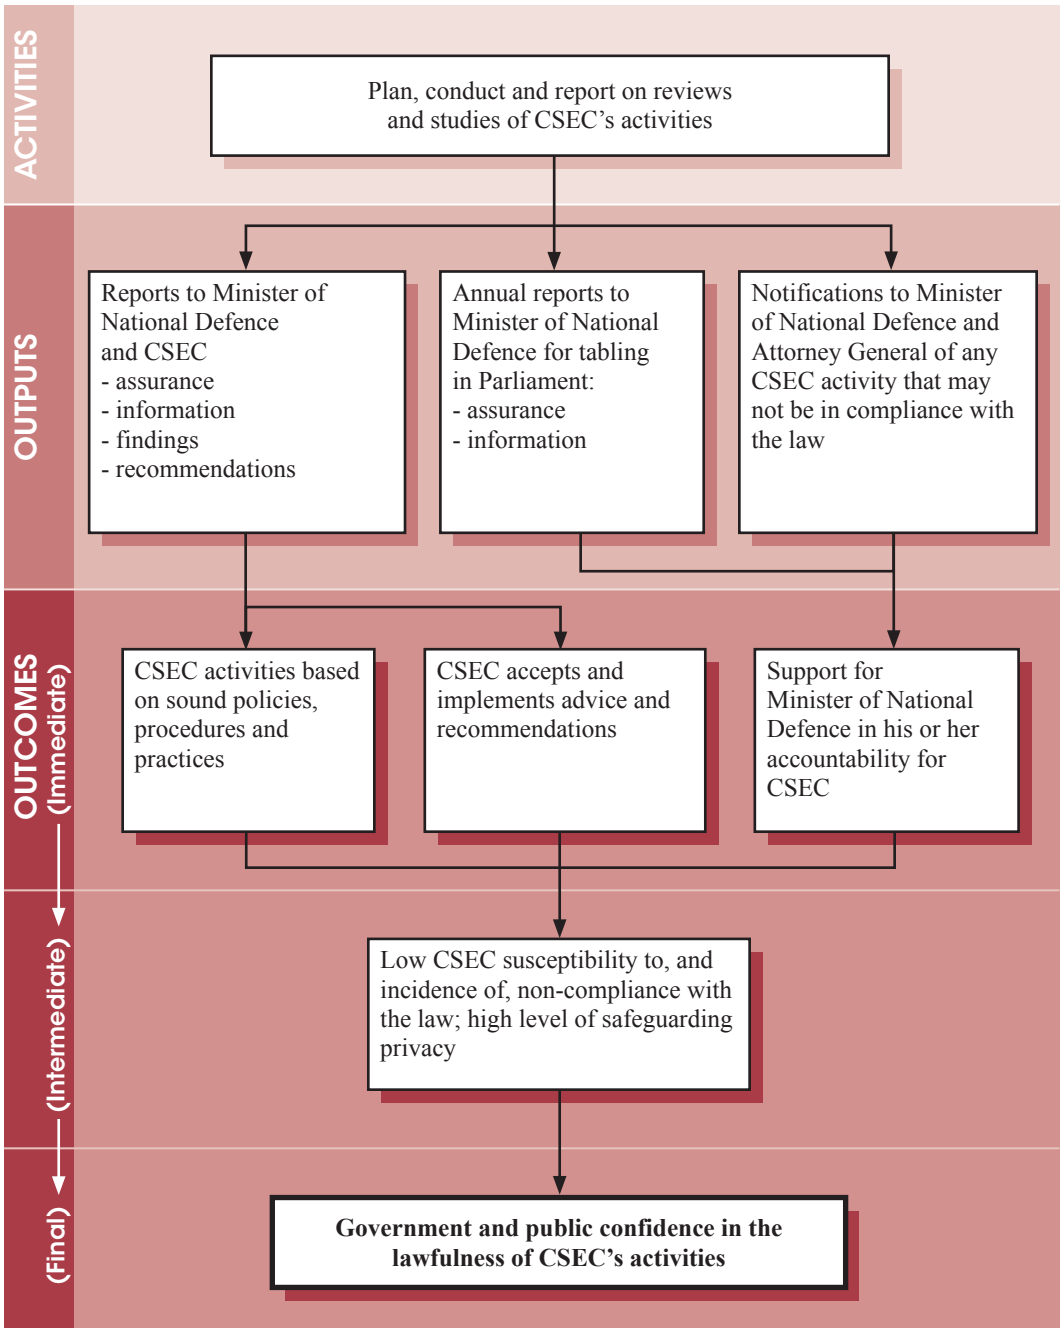 ACTIVITIES
Plan, conduct and report on reviews
and studies of CSEC’s activities
OUTPUTS
Reports to Minister of
National Defence
and CSEC
- assurance
- information
- findings
- recommendations
Annual reports to
Minister of National
Defence for tabling
in Parliament:
- assurance
- information
Notifications to Minister
of National Defence and
Attorney General of any
CSEC activity that may
not be in compliance with
the law
OUTCOMES
(Immediate)
CSEC activities based
on sound policies,
procedures and
practices
CSEC accepts and
implements advice and
recommendations
Support for
Minister of National
Defence in his or her
accountability for
CSEC
(Intermediate)
Low CSEC susceptibility to, and
incidence of, non-compliance with
the law; high level of safeguarding
privacy
(Final)
Government and public confidence in the
lawfulness of CSEC’s activities